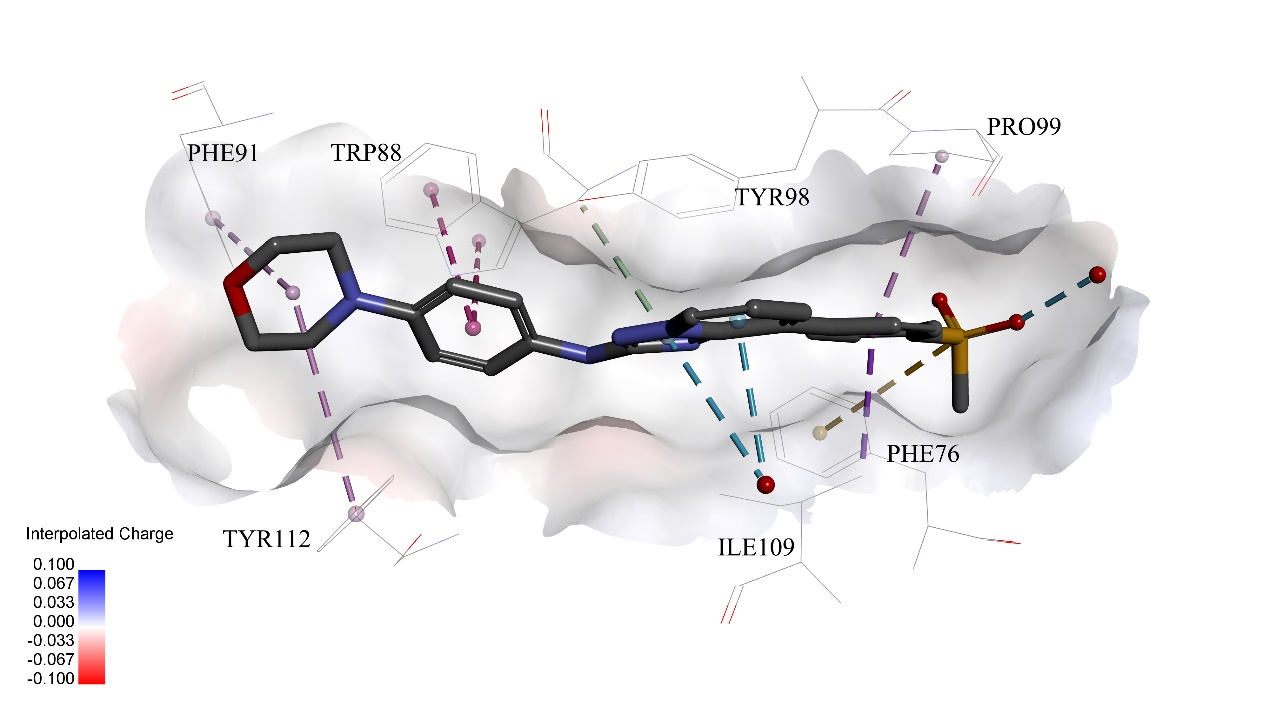 PRO99
PHE91
TRP88
TYR98
PHE76
TYR112
ILE109
Interpolated Charge
0.100
0.067
0.033
0.000
-0.033
-0.067
-0.100